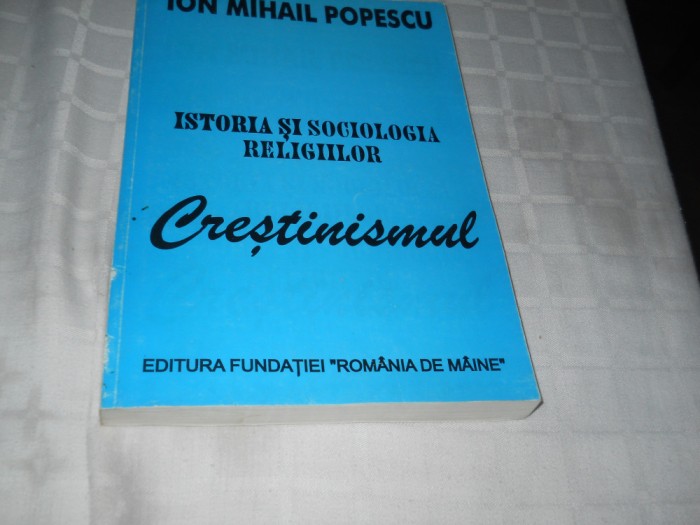 ION MIHAIL POPESCU
ISTORIA ȘI SOCIOLOGIA
RELIGIILOR
Creștinismul
EDITURA FUNDAȚIEI "ROMÂNIA DE MÂINE"